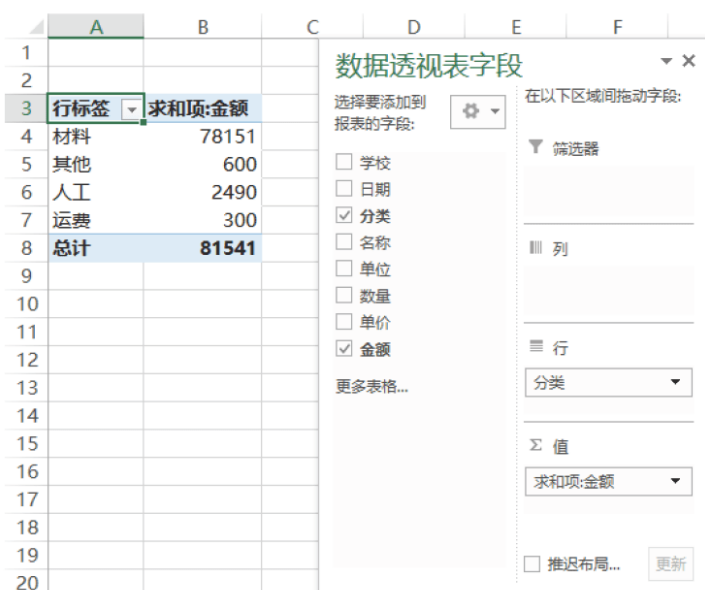 A B C D E F
1
2
3 行标签 求和项:金额
4 材料 78151
5 其他 600
6 人工 2490
7 运费 300
8 总计 81541
9
10
11
12
13
14
15
16
17
18
19
20
数据透视表字段
选择要添加到
报表的字段:
学校
日期
分类
名称
单位
数量
单价
金额
更多表格...
在以下区域间拖动字段:
筛选器
列
行
分类
Σ 值
求和项:金额
推迟布局...
更新